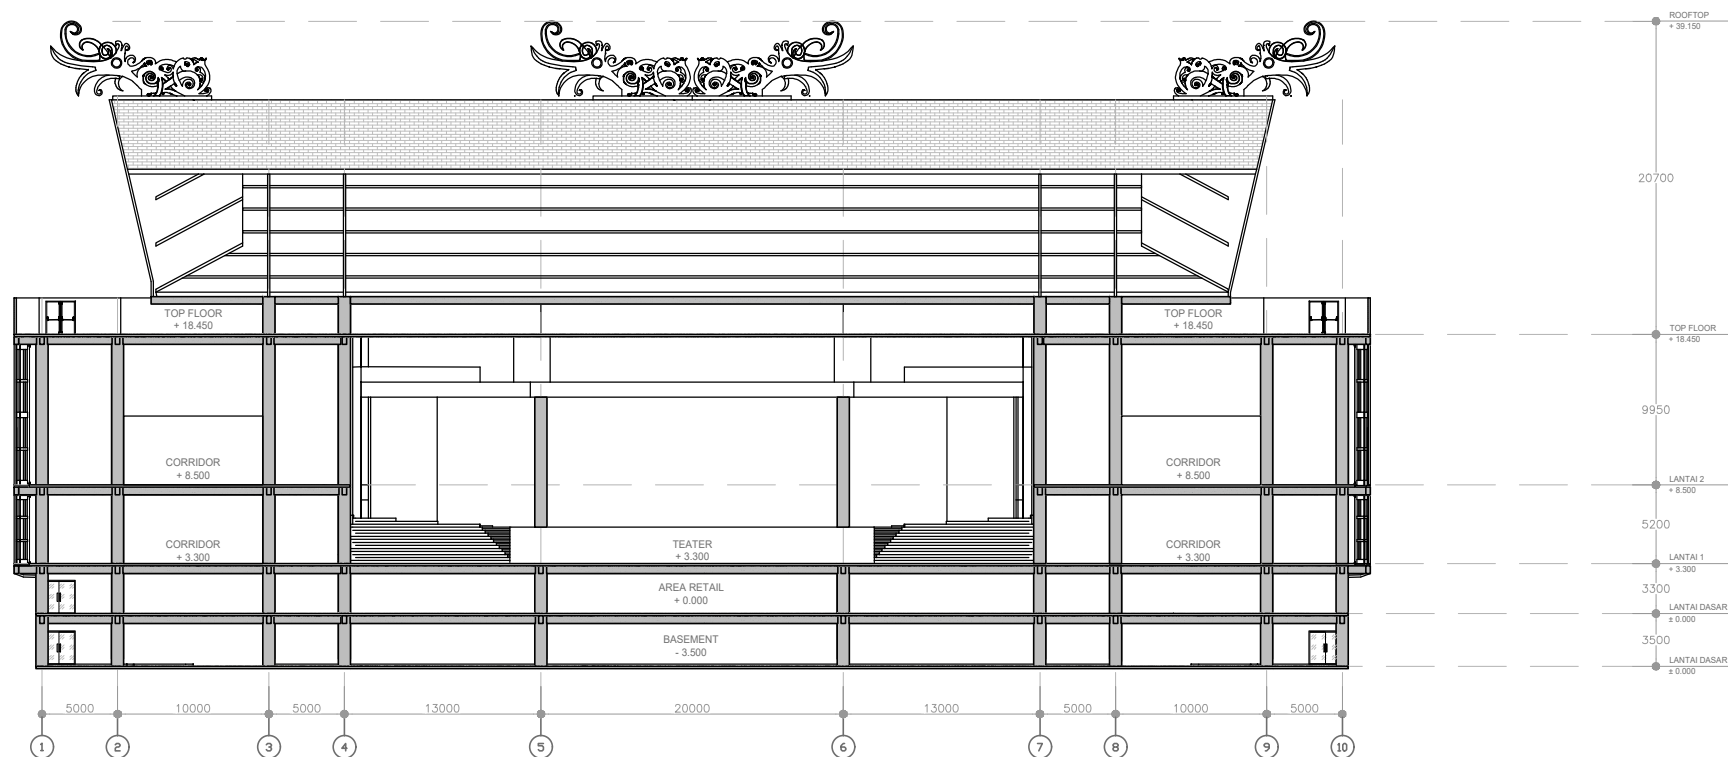 ROOFTOP
+ 39.150
20700
TOP FLOOR
+ 18.450
TOP FLOOR
+ 18.450
TOP FLOOR
+ 18.450
9950
CORRIDOR
+ 8.500
CORRIDOR
+ 8.500
LANTAI 2
+ 8.500
5200
CORRIDOR
+ 3.300
TEATER
+ 3.300
CORRIDOR
+ 3.300
LANTAI 1
+ 3.300
AREA RETAIL
+ 0.000
3300
LANTAI DASAR
± 0.000
BASEMENT
- 3.500
3500
LANTAI DASAR
± 0.000
5000 10000 5000 13000 20000 13000 5000 10000 5000
1 2 3 4 5 6 7 8 9 10